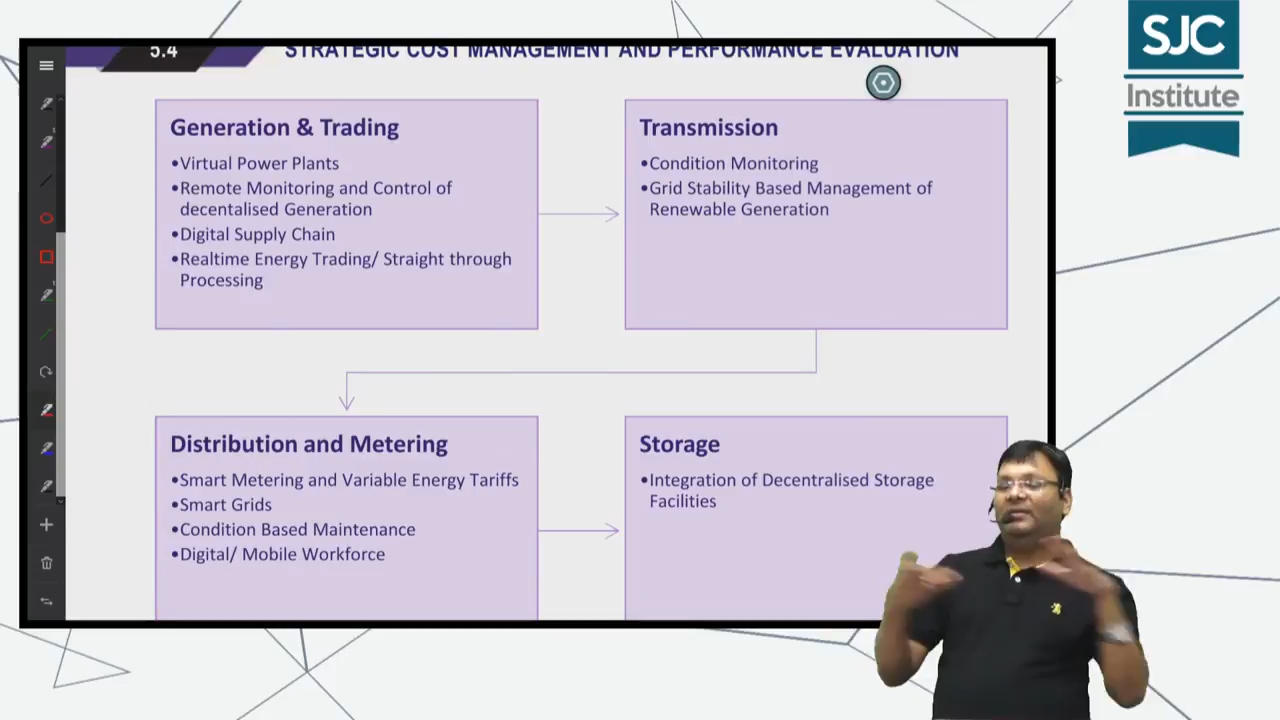 5.4
STRATEGIC COST MANAGEMENT AND PERFORMANCE EVALUATION
SJC
Institute
Generation & Trading
•Virtual Power Plants
•Remote Monitoring and Control of
decentalised Generation
•Digital Supply Chain
•Realtime Energy Trading/ Straight through
Processing
Transmission
•Condition Monitoring
•Grid Stability Based Management of
Renewable Generation
Distribution and Metering
•Smart Metering and Variable Energy Tariffs
•Smart Grids
•Condition Based Maintenance
•Digital/ Mobile Workforce
Storage
•Integration of Decentralised Storage
Facilities